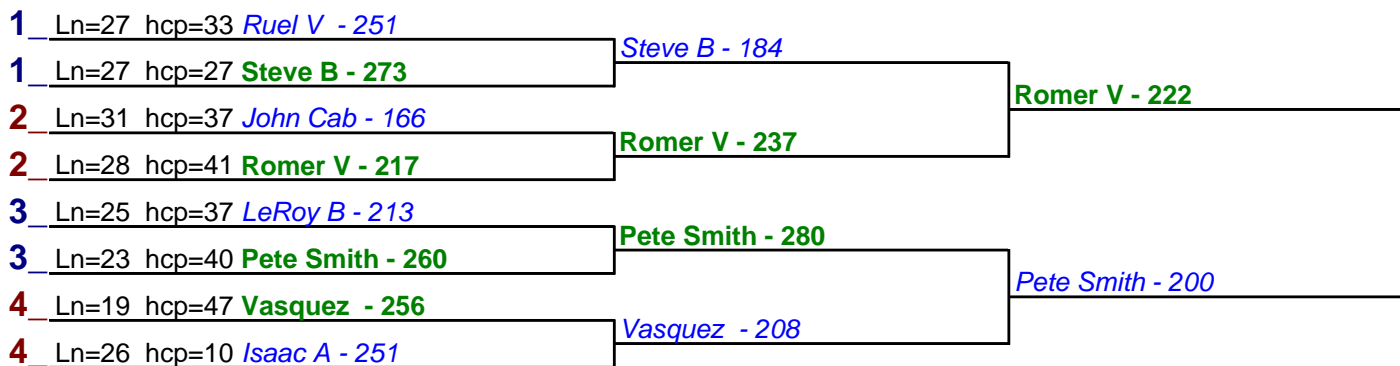 1_ Ln=27 hcp=33 Ruel V - 251
1_ Ln=27 hcp=27 Steve B - 273
2_ Ln=31 hcp=37 John Cab - 166
2_ Ln=28 hcp=41 Romer V - 217
3_ Ln=25 hcp=37 LeRoy B - 213
3_ Ln=23 hcp=40 Pete Smith - 260
4_ Ln=19 hcp=47 Vasquez - 256
4_ Ln=26 hcp=10 Isaac A - 251
Steve B - 184
Romer V - 237
Pete Smith - 280
Vasquez - 208
Romer V - 222
Pete Smith - 200